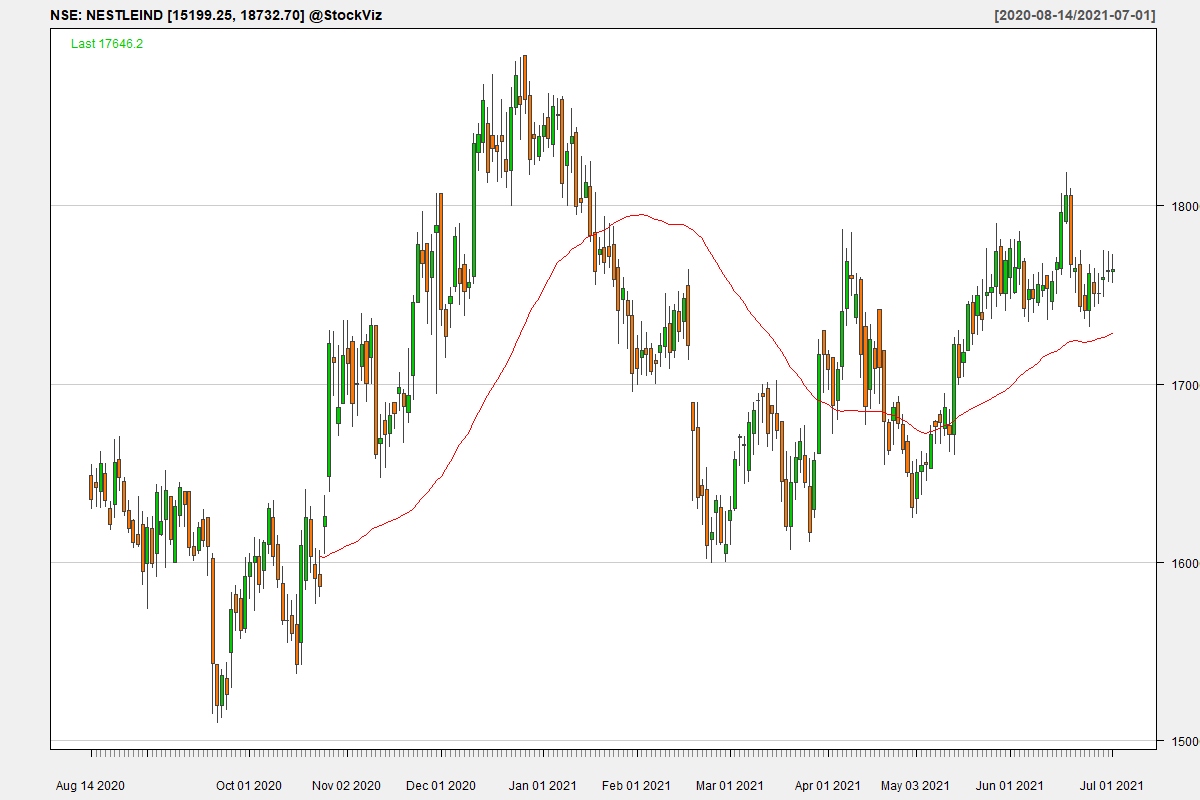 NSE: NESTLEIND [15199.25, 18732.70] @StockViz [2020-08-14/2021-07-01]
Last 17646.2
1800
1700
1600
1500
Aug 14 2020 Oct 01 2020 Nov 02 2020 Dec 01 2020 Jan 01 2021 Feb 01 2021 Mar 01 2021 Apr 01 2021 May 03 2021 Jun 01 2021 Jul 01 2021